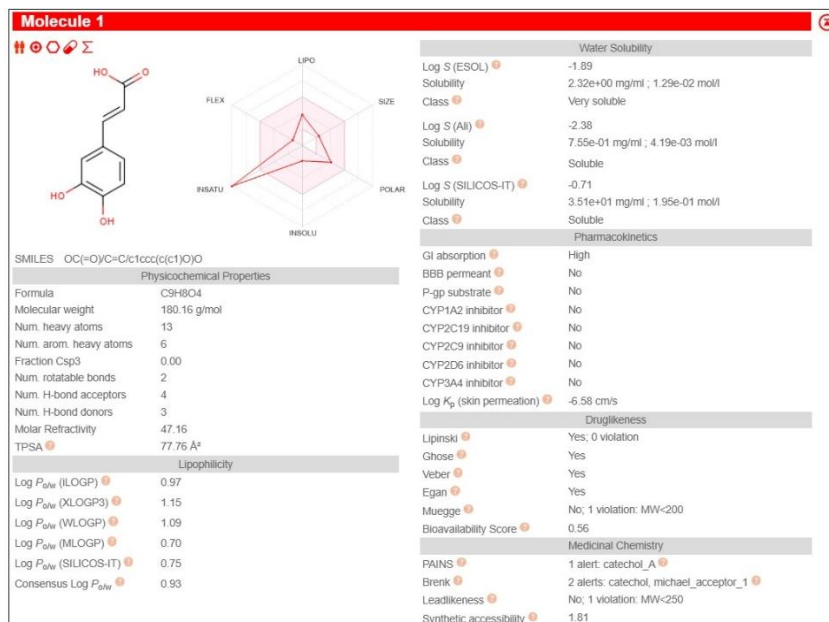 Molecule 1
LIPO
FLEX
SIZE
INSATU
POLAR
INSOLU
HO
O
HO
OH
SMILES OC(=O)/C=C/c1ccc(c(c1)O)O
Physicochemical Properties
Formula C9H8O4
Molecular weight 180.16 g/mol
Num. heavy atoms 13
Num. arom. heavy atoms 6
Fraction Csp3 0.00
Num. rotatable bonds 2
Num. H-bond acceptors 4
Num. H-bond donors 3
Molar Refractivity 47.16
TPSA ? 77.76 Å²
Lipophilicity
Log Po/w (iLOGP) ? 0.97
Log Po/w (XLOGP3) ? 1.15
Log Po/w (WLOGP) ? 1.09
Log Po/w (MLOGP) ? 0.70
Log Po/w (SILICOS-IT) ? 0.75
Consensus Log Po/w ? 0.93
Water Solubility
Log S (ESOL) ? -1.89
Solubility 2.32e+00 mg/ml ; 1.29e-02 mol/l
Class ? Very soluble
Log S (Ali) ? -2.38
Solubility 7.55e-01 mg/ml ; 4.19e-03 mol/l
Class ? Soluble
Log S (SILICOS-IT) ? -0.71
Solubility 3.51e+01 mg/ml ; 1.95e-01 mol/l
Class ? Soluble
Pharmacokinetics
GI absorption ? High
BBB permeant ? No
P-gp substrate ? No
CYP1A2 inhibitor ? No
CYP2C19 inhibitor ? No
CYP2C9 inhibitor ? No
CYP2D6 inhibitor ? No
CYP3A4 inhibitor ? No
Log Kp (skin permeation) ? -6.58 cm/s
Druglikeness
Lipinski ? Yes; 0 violation
Ghose ? Yes
Veber ? Yes
Egan ? Yes
Muegge ? No; 1 violation: MW<200
Bioavailability Score ? 0.56
Medicinal Chemistry
PAINS ? 1 alert: catechol_A ?
Brenk ? 2 alerts: catechol, michael_acceptor_1 ?
Leadlikeness ? No; 1 violation: MW<250
Synthetic accessibility ? 1.81